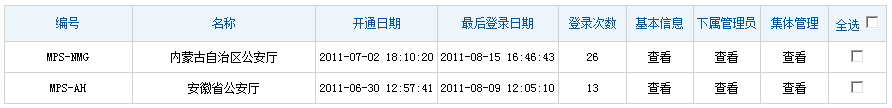 编号 名称 开通日期 最后登录日期 登录次数 基本信息 下属管理员 集体管理 全选
MPS-NMG 内蒙古自治区公安厅 2011-07-02 18:10:20 2011-08-15 16:46:43 26 查看 查看 查看
MPS-AH 安徽省公安厅 2011-06-30 12:57:41 2011-08-09 12:05:10 13 查看 查看 查看